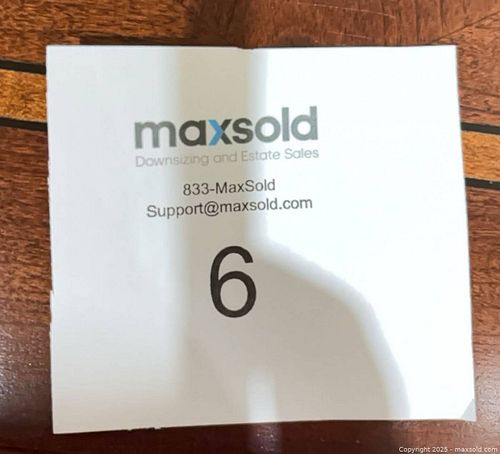 maxsold
Downsizing and Estate Sales
833-MaxSold
Support@maxsold.com
6
Copyright 2025 - maxsold.com